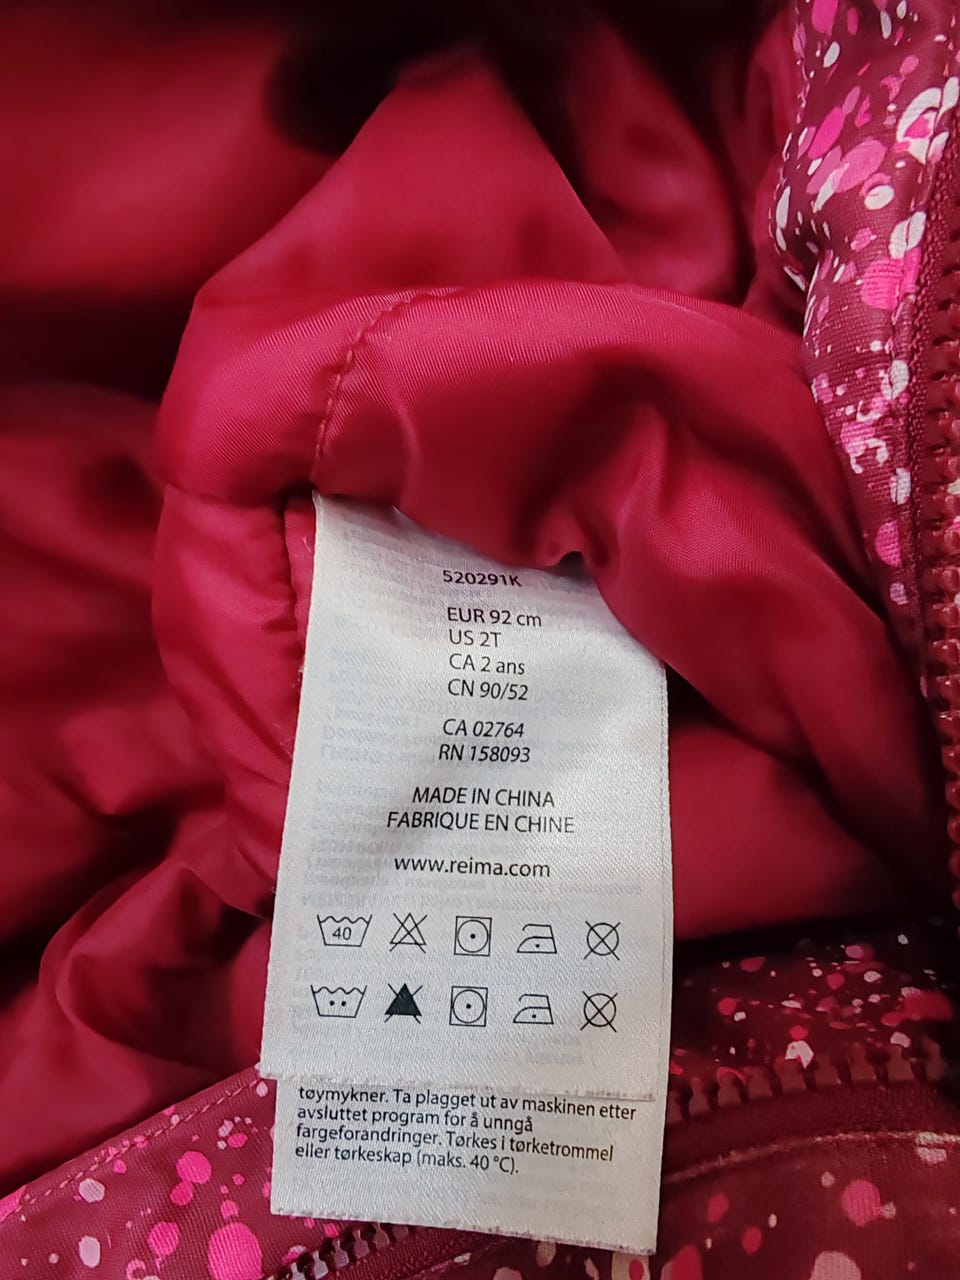 520291K
EUR 92 cm
US 2T
CA 2 ans
CN 90/52
CA 02764
RN 158093
MADE IN CHINA
FABRIQUE EN CHINE
www.reima.com
40
tøymykner. Ta plagget ut av maskinen etter
avsluttet program for å unngå
fargeforandringer. Tørkes i tørketrommel
eller tørkeskap (maks. 40 °C).